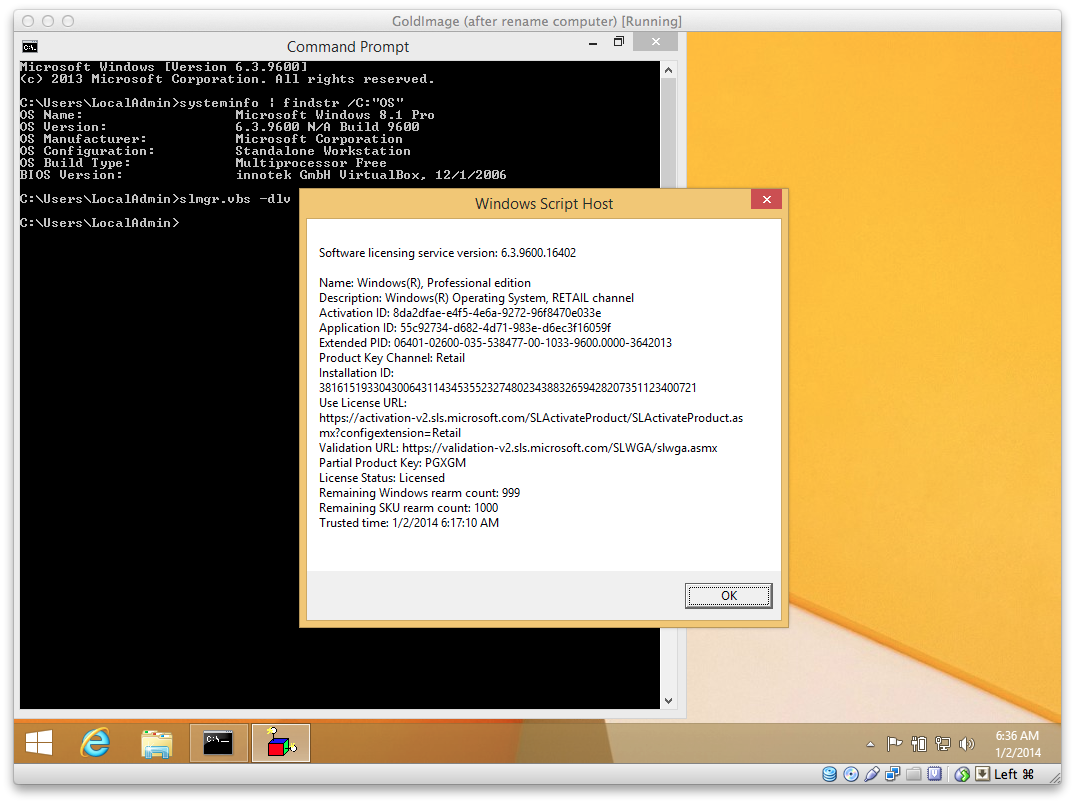 GoldImage (after rename computer) [Running]
Command Prompt
Microsoft Windows [Version 6.3.9600]
(c) 2013 Microsoft Corporation. All rights reserved.
C:\Users\LocalAdmin>systeminfo | findstr /C:"OS"
OS Name: Microsoft Windows 8.1 Pro
OS Version: 6.3.9600 N/A Build 9600
OS Manufacturer: Microsoft Corporation
OS Configuration: Standalone Workstation
OS Build Type: Multiprocessor Free
BIOS Version: innotek GmbH VirtualBox, 12/1/2006
C:\Users\LocalAdmin>slmgr.vbs -dlv
C:\Users\LocalAdmin>
Windows Script Host
Software licensing service version: 6.3.9600.16402
Name: Windows(R), Professional edition
Description: Windows(R) Operating System, RETAIL channel
Activation ID: 8da2dfae-e4f5-4e6a-9272-96f8470e033e
Application ID: 55c92734-d682-4d71-983e-d6ec3f16059f
Extended PID: 06401-02600-035-538477-00-1033-9600.0000-3642013
Product Key Channel: Retail
Installation ID:
381615193304300643114345355232748023438832659428207351123400721
Use License URL:
https://activation-v2.sls.microsoft.com/SLActivateProduct/SLActivateProduct.as
mx?configextension=Retail
Validation URL: https://validation-v2.sls.microsoft.com/SLWGA/slwga.asmx
Partial Product Key: PGXGM
License Status: Licensed
Remaining Windows rearm count: 999
Remaining SKU rearm count: 1000
Trusted time: 1/2/2014 6:17:10 AM
OK
6:36 AM
1/2/2014
Left ⌘